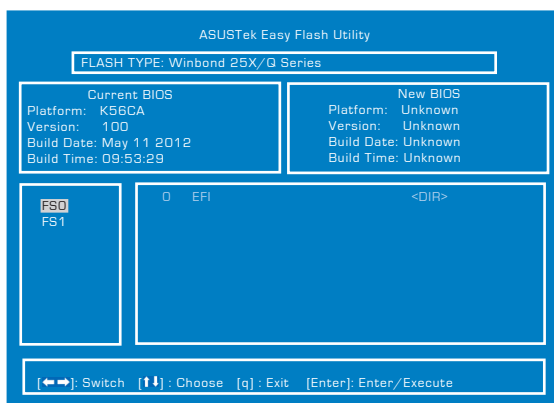 ASUSTek Easy Flash Utility
FLASH TYPE: Winbond 25X/Q Series
Current BIOS
Platform: K56CA
Version: 100
Build Date: May 11 2012
Build Time: 09:53:29
New BIOS
Platform: Unknown
Version: Unknown
Build Date: Unknown
Build Time: Unknown
FS0
FS1
0 EFI <DIR>
[←→]: Switch [↑↓] : Choose [q] : Exit [Enter]: Enter/Execute